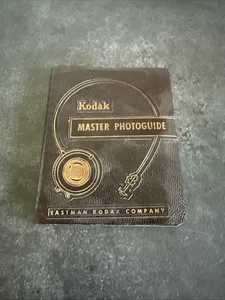 Kodak
MASTER PHOTOGUIDE
EASTMAN KODAK COMPANY